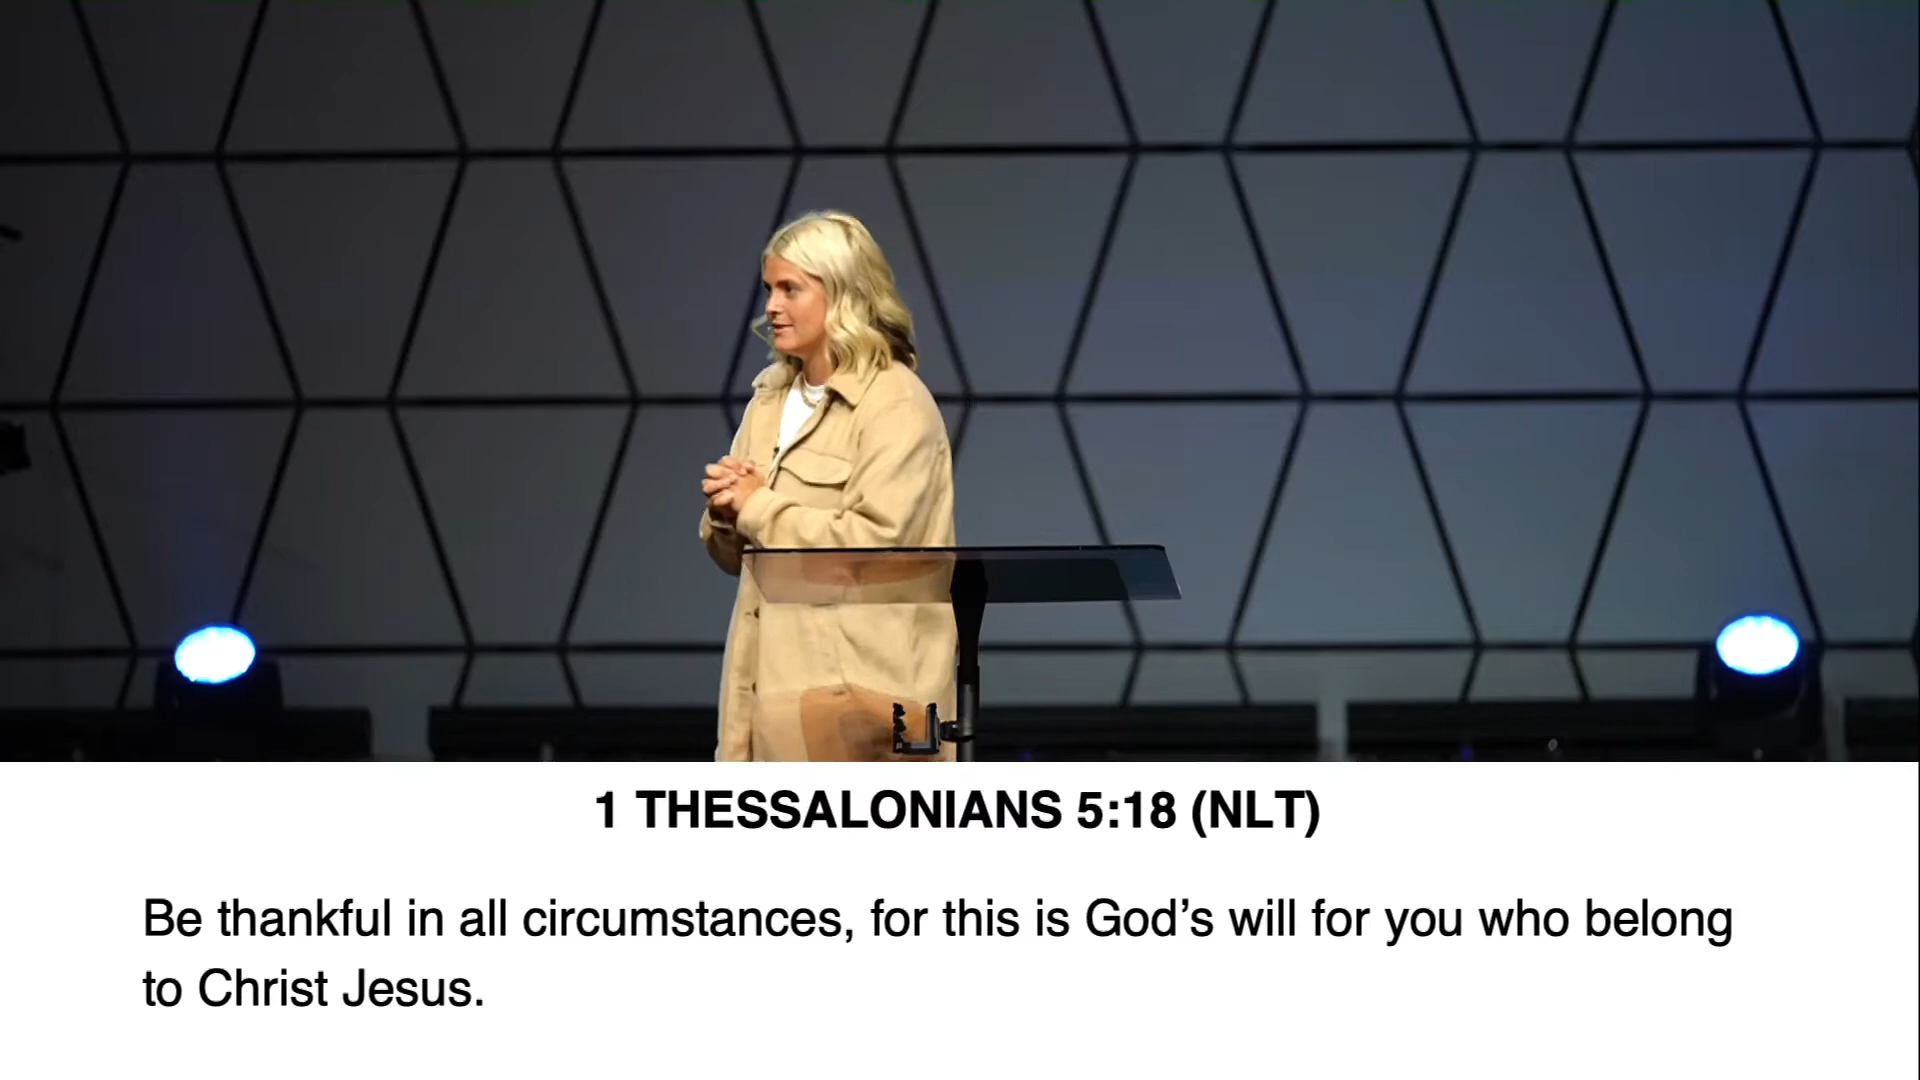 1 THESSALONIANS 5:18 (NLT)
Be thankful in all circumstances, for this is God’s will for you who belong
to Christ Jesus.